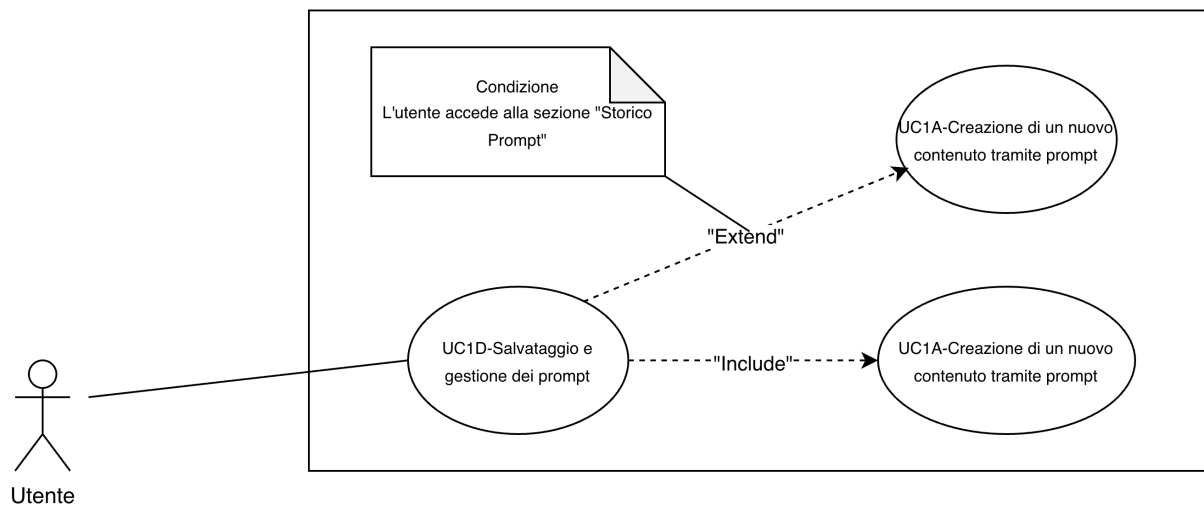 Condizione
L'utente accede alla sezione "Storico
Prompt"
UC1A-Creazione di un nuovo
contenuto tramite prompt
"Extend"
UC1D-Salvataggio e
gestione dei prompt
"Include"
UC1A-Creazione di un nuovo
contenuto tramite prompt
Utente